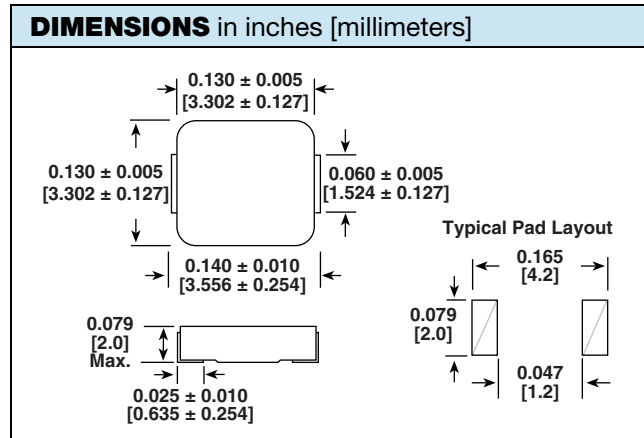 DIMENSIONS in inches [millimeters]
0.130 ± 0.005
[3.302 ± 0.127]
0.130 ± 0.005
[3.302 ± 0.127]
0.060 ± 0.005
[1.524 ± 0.127]
0.140 ± 0.010
[3.556 ± 0.254]
Typical Pad Layout
0.165
[4.2]
0.079
[2.0]
0.047
[1.2]
0.079
[2.0]
Max.
0.025 ± 0.010
[0.635 ± 0.254]